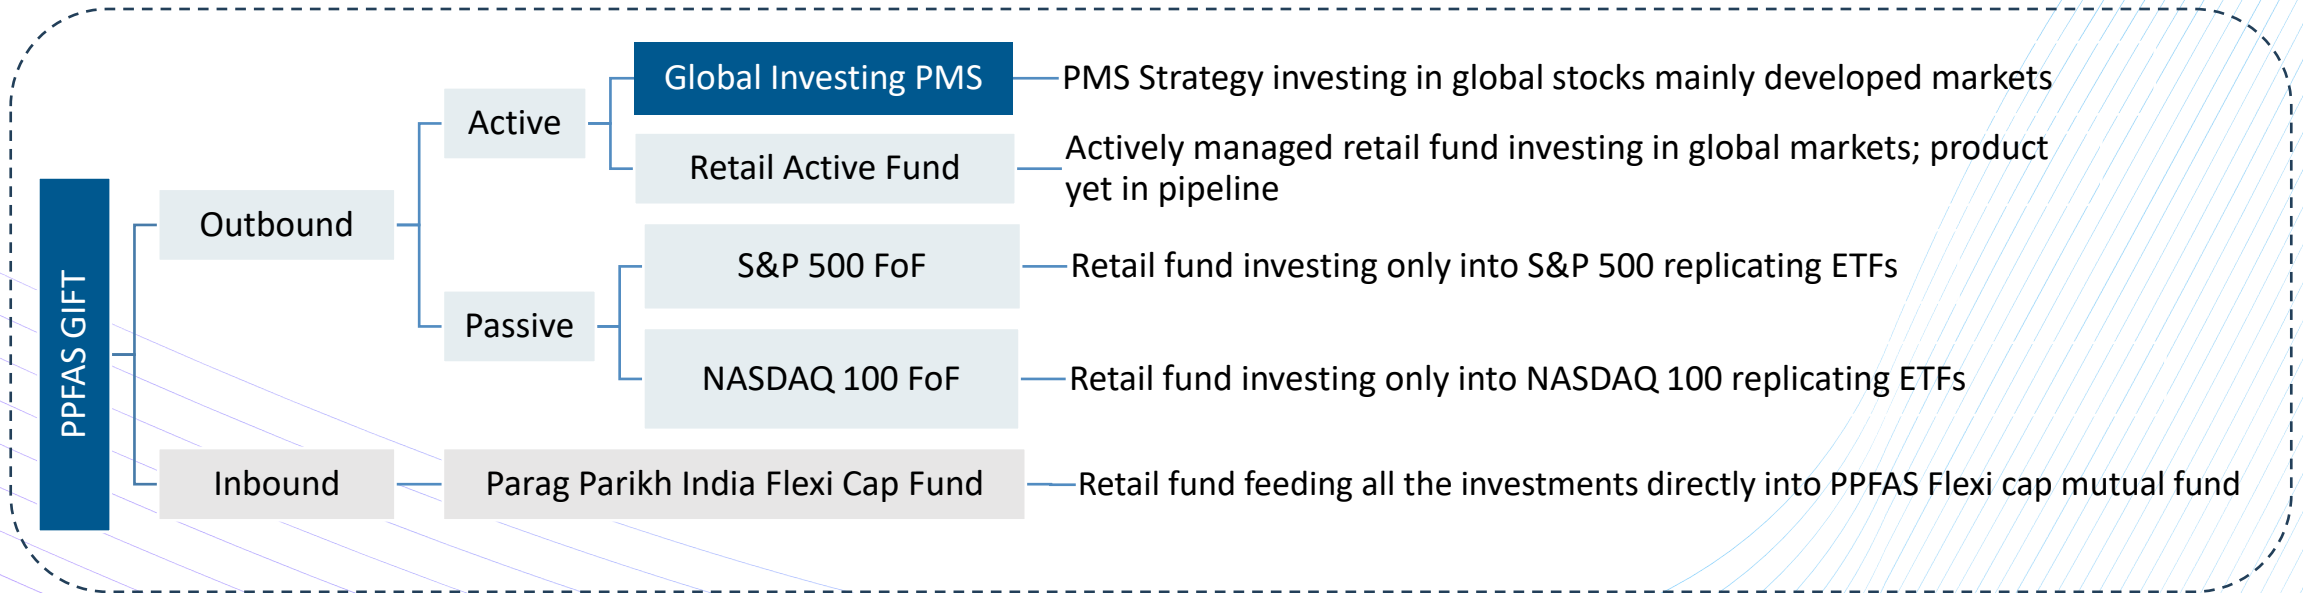 Global Investing PMS
PMS Strategy investing in global stocks mainly developed markets
Active
Retail Active Fund
Actively managed retail fund investing in global markets; product
yet in pipeline
Outbound
S&P 500 FoF
Retail fund investing only into S&P 500 replicating ETFs
Passive
NASDAQ 100 FoF
Retail fund investing only into NASDAQ 100 replicating ETFs
PPFAS GIFT
Inbound
Parag Parikh India Flexi Cap Fund
Retail fund feeding all the investments directly into PPFAS Flexi cap mutual fund